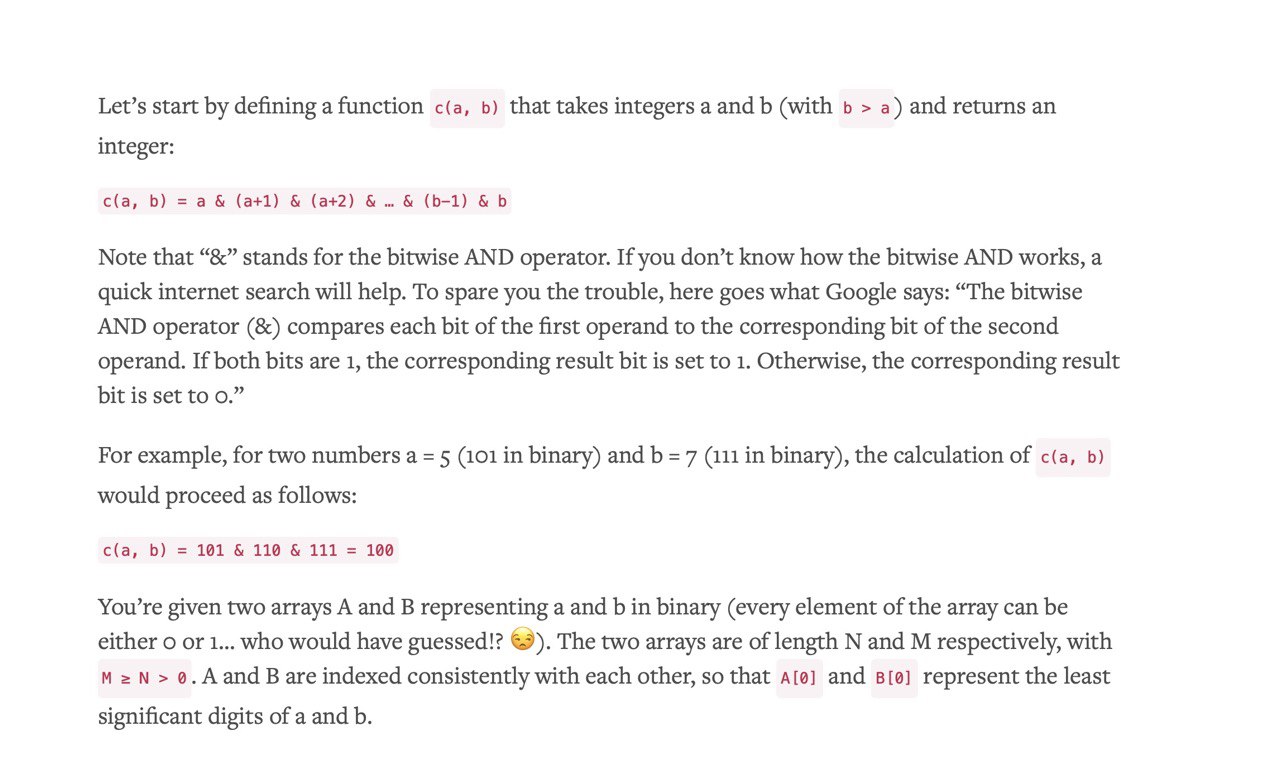 Let’s start by defining a function c(a, b) that takes integers a and b (with b > a) and returns an
integer:
c(a, b) = a & (a+1) & (a+2) & … & (b−1) & b
Note that “&” stands for the bitwise AND operator. If you don’t know how the bitwise AND works, a
quick internet search will help. To spare you the trouble, here goes what Google says: “The bitwise
AND operator (&) compares each bit of the first operand to the corresponding bit of the second
operand. If both bits are 1, the corresponding result bit is set to 1. Otherwise, the corresponding result
bit is set to 0.”
For example, for two numbers a = 5 (101 in binary) and b = 7 (111 in binary), the calculation of c(a, b)
would proceed as follows:
c(a, b) = 101 & 110 & 111 = 100
You’re given two arrays A and B representing a and b in binary (every element of the array can be
either 0 or 1... who would have guessed!? 😒). The two arrays are of length N and M respectively, with
M ≥ N > 0. A and B are indexed consistently with each other, so that A[0] and B[0] represent the least
significant digits of a and b.